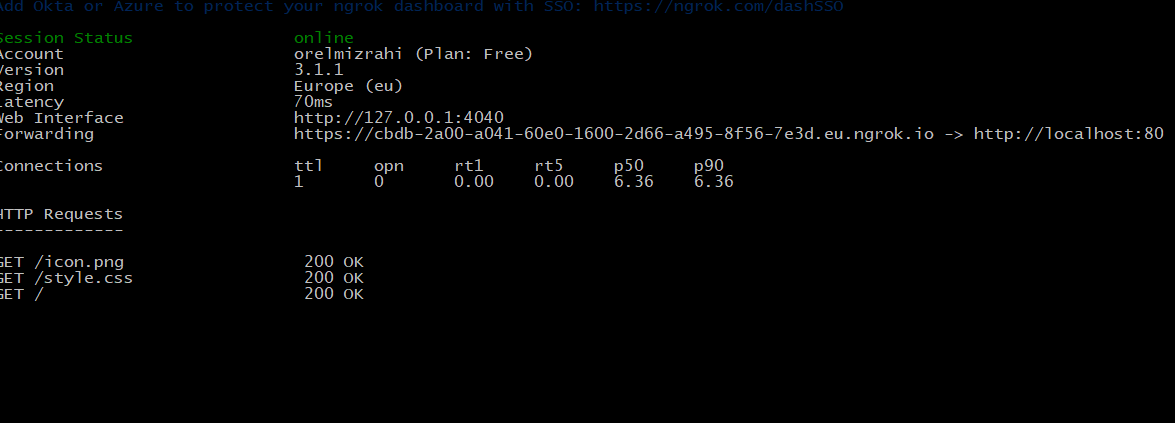 Add Okta or Azure to protect your ngrok dashboard with SSO: https://ngrok.com/dashSSO
Session Status online
Account orelmizrahi (Plan: Free)
Version 3.1.1
Region Europe (eu)
Latency 70ms
Web Interface http://127.0.0.1:4040
Forwarding https://cbdb-2a00-a041-60e0-1600-2d66-a495-8f56-7e3d.eu.ngrok.io -> http://localhost:80
Connections ttl opn rt1 rt5 p50 p90
1 0 0.00 0.00 6.36 6.36
HTTP Requests
-------------
GET /icon.png 200 OK
GET /style.css 200 OK
GET / 200 OK